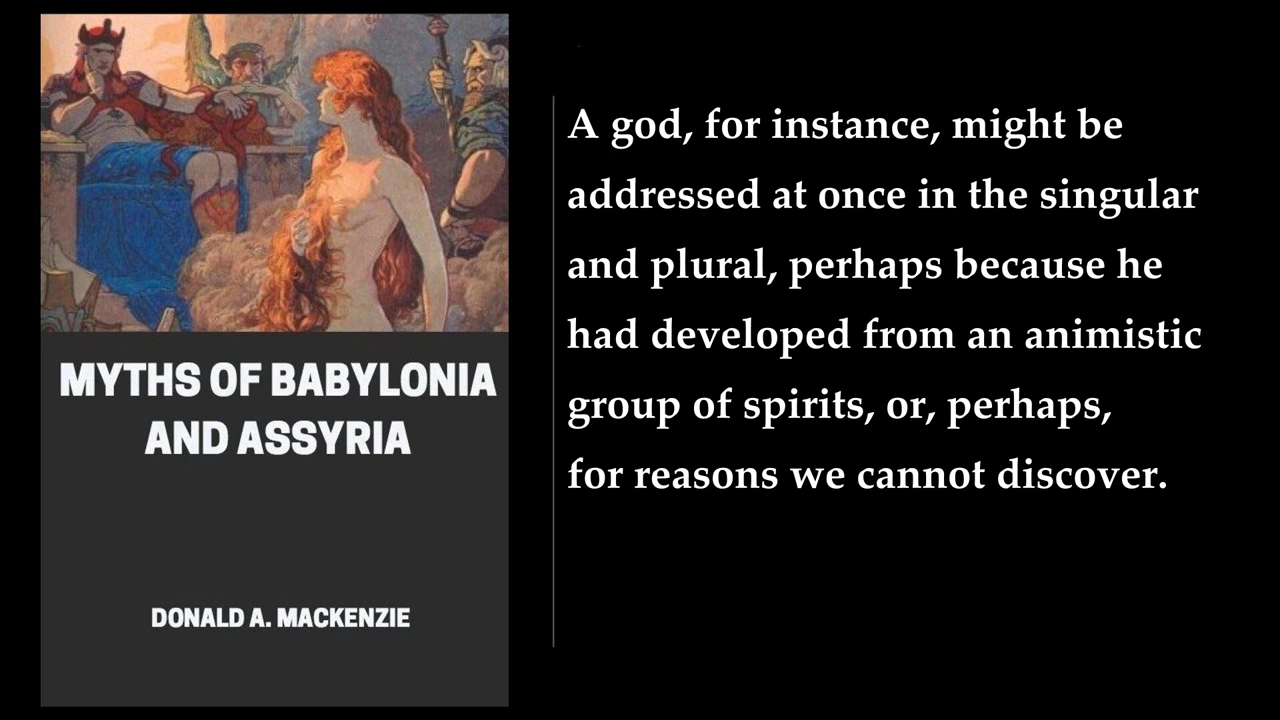 MYTHS OF BABYLONIA
AND ASSYRIA
DONALD A. MACKENZIE
A god, for instance, might be
addressed at once in the singular
and plural, perhaps because he
had developed from an animistic
group of spirits, or, perhaps,
for reasons we cannot discover.